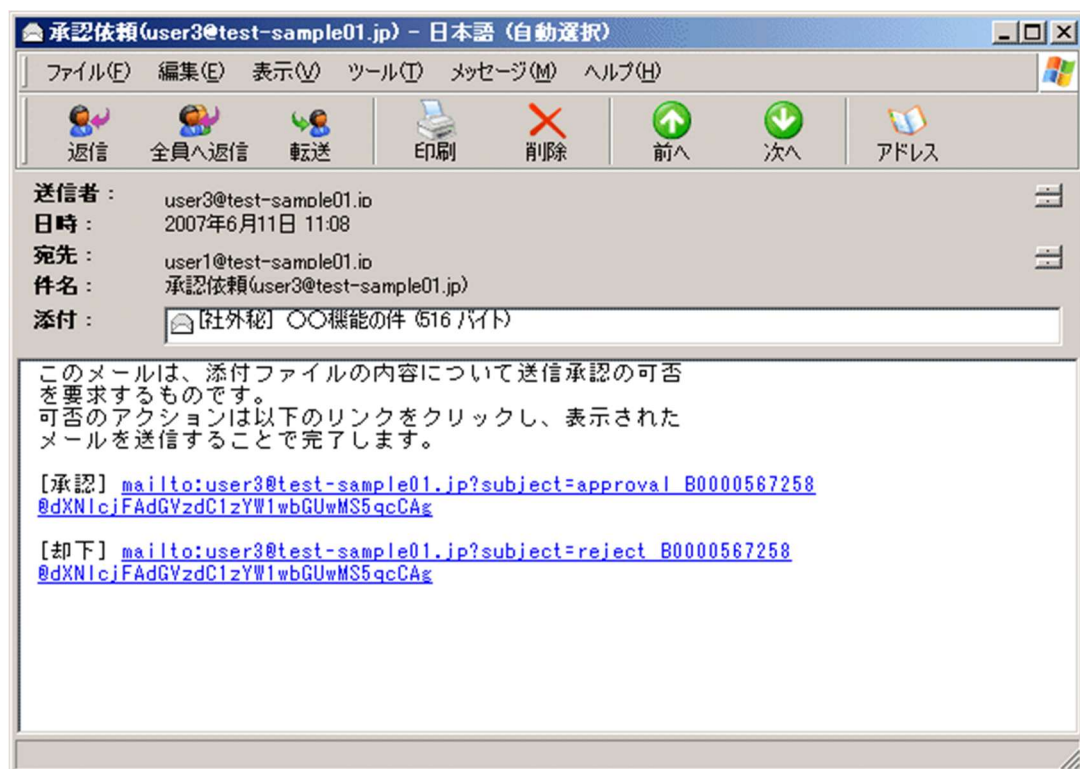 承認依頼(user3@test-sample01.jp) - 日本語 (自動選択)
ファイル(F) 編集(E) 表示(V) ツール(T) メッセージ(M) ヘルプ(H)
返信 全員へ返信 転送 印刷 削除 前へ 次へ アドレス
送信者： user3@test-sample01.jp
日時： 2007年6月11日 11:08
宛先： user1@test-sample01.jp
件名： 承認依頼(user3@test-sample01.jp)
添付： [社外秘] 〇〇機能の件 (516 バイト)
このメールは、添付ファイルの内容について送信承認の可否
を要求するものです。
可否のアクションは以下のリンクをクリックし、表示された
メールを送信することで完了します。
[承認] mailto:user3@test-sample01.jp?subject=approval B0000567258
@dXNlcjFAdGVzdC1zYW1wbGUwMS5qcCAg
[却下] mailto:user3@test-sample01.jp?subject=reject B0000567258
@dXNlcjFAdGVzdC1zYW1wbGUwMS5qcCAg